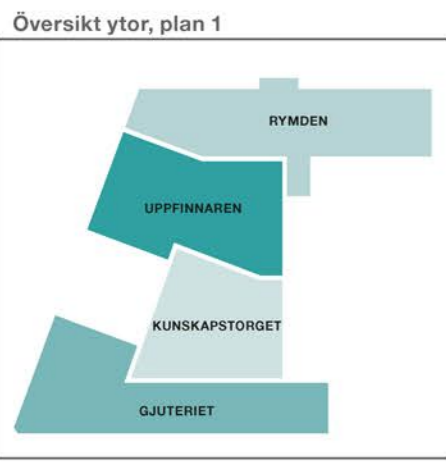 Översikt ytor, plan 1
RYMDEN
UPPFINNAREN
KUNSKAPSTORGET
GJUTERIET